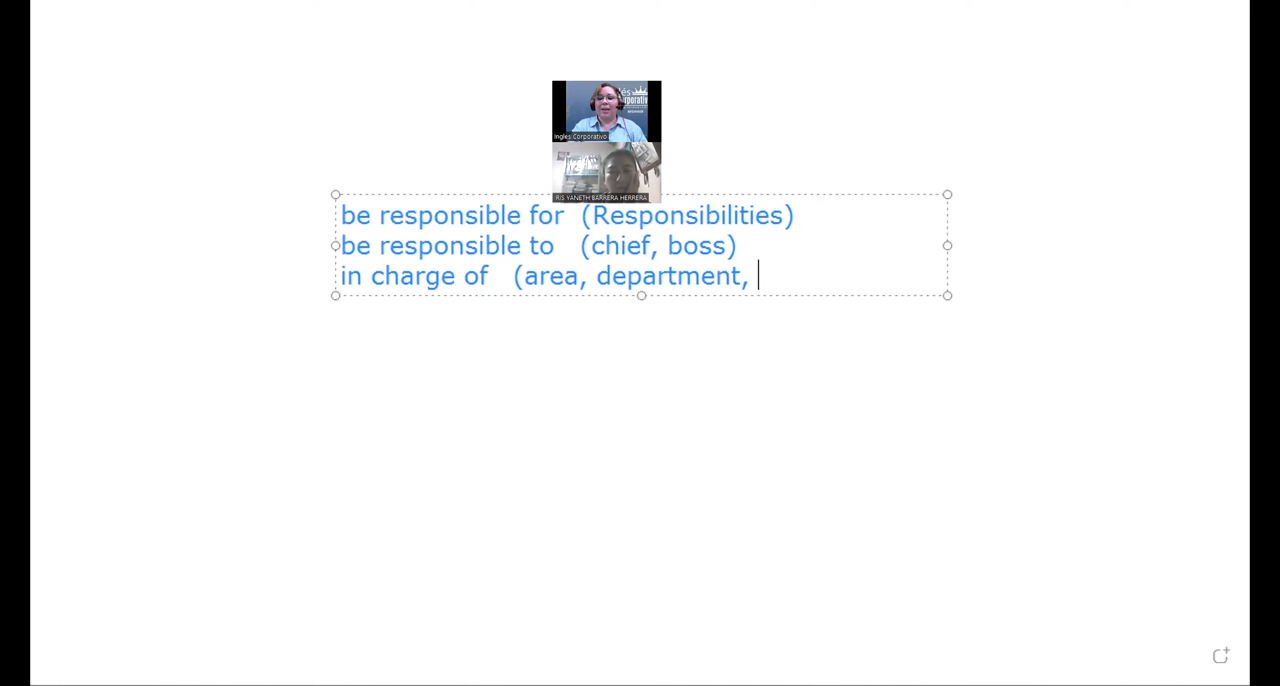 Ingles Corporativo
RIS YANETH BARRERA HERRERA
be responsible for (Responsibilities)
be responsible to (chief, boss)
in charge of (area, department,